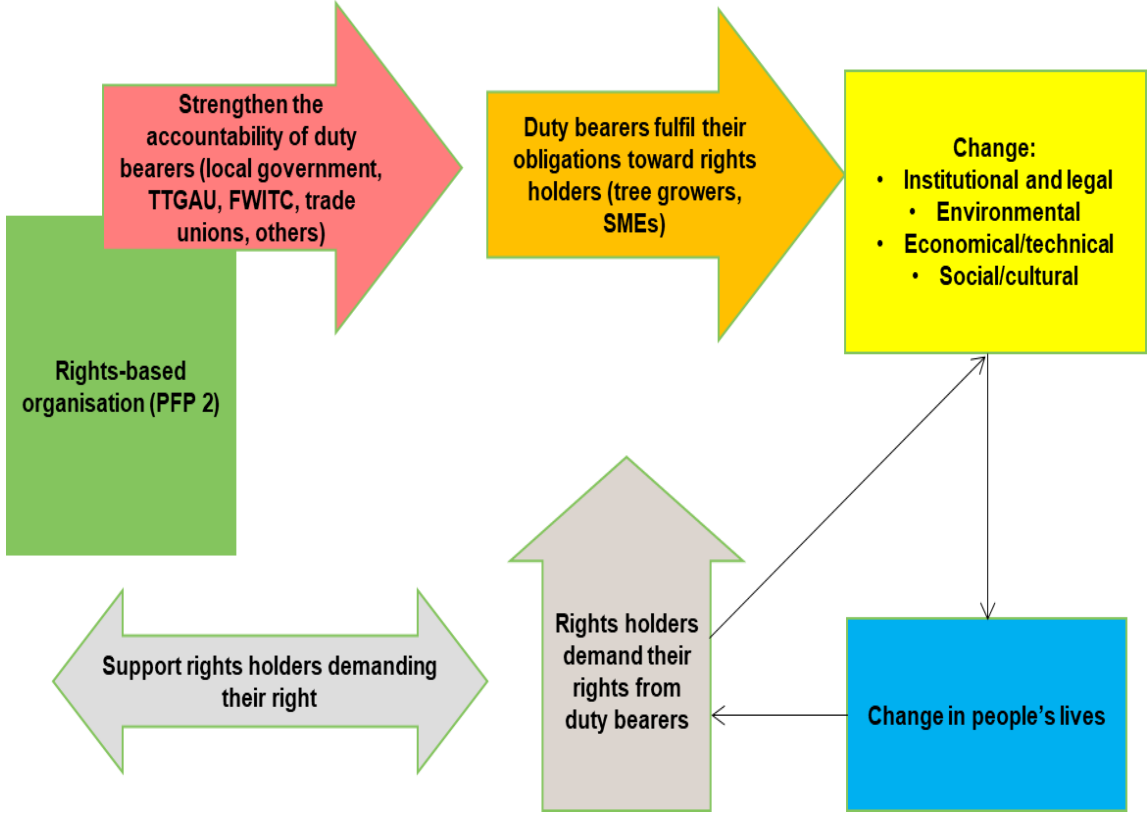 Strengthen the
accountability of duty
bearers (local government,
TTGAU, FWITC, trade
unions, others)
Duty bearers fulfil their
obligations toward rights
holders (tree growers,
SMEs)
Change:
• Institutional and legal
• Environmental
• Economical/technical
• Social/cultural
Rights-based
organisation (PFP 2)
Support rights holders demanding
their right
Rights holders
demand their
rights from
duty bearers
Change in people's lives